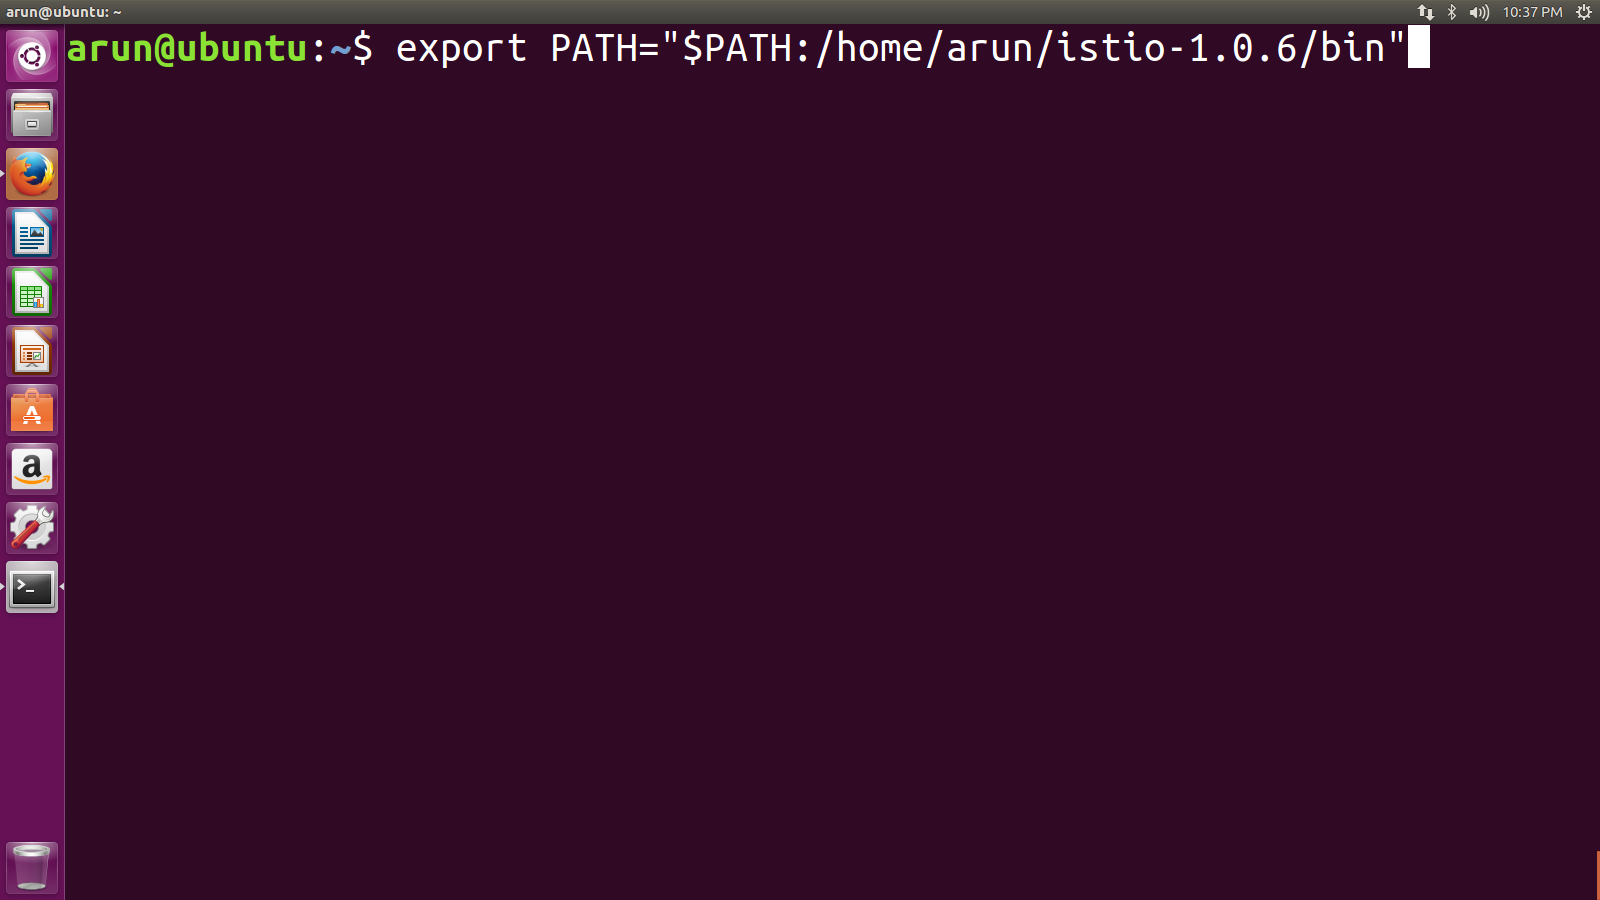 arun@ubuntu: ~
10:37 PM
arun@ubuntu:~$ export PATH="$PATH:/home/arun/istio-1.0.6/bin"
A
a
>_